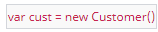 var cust = new Customer()